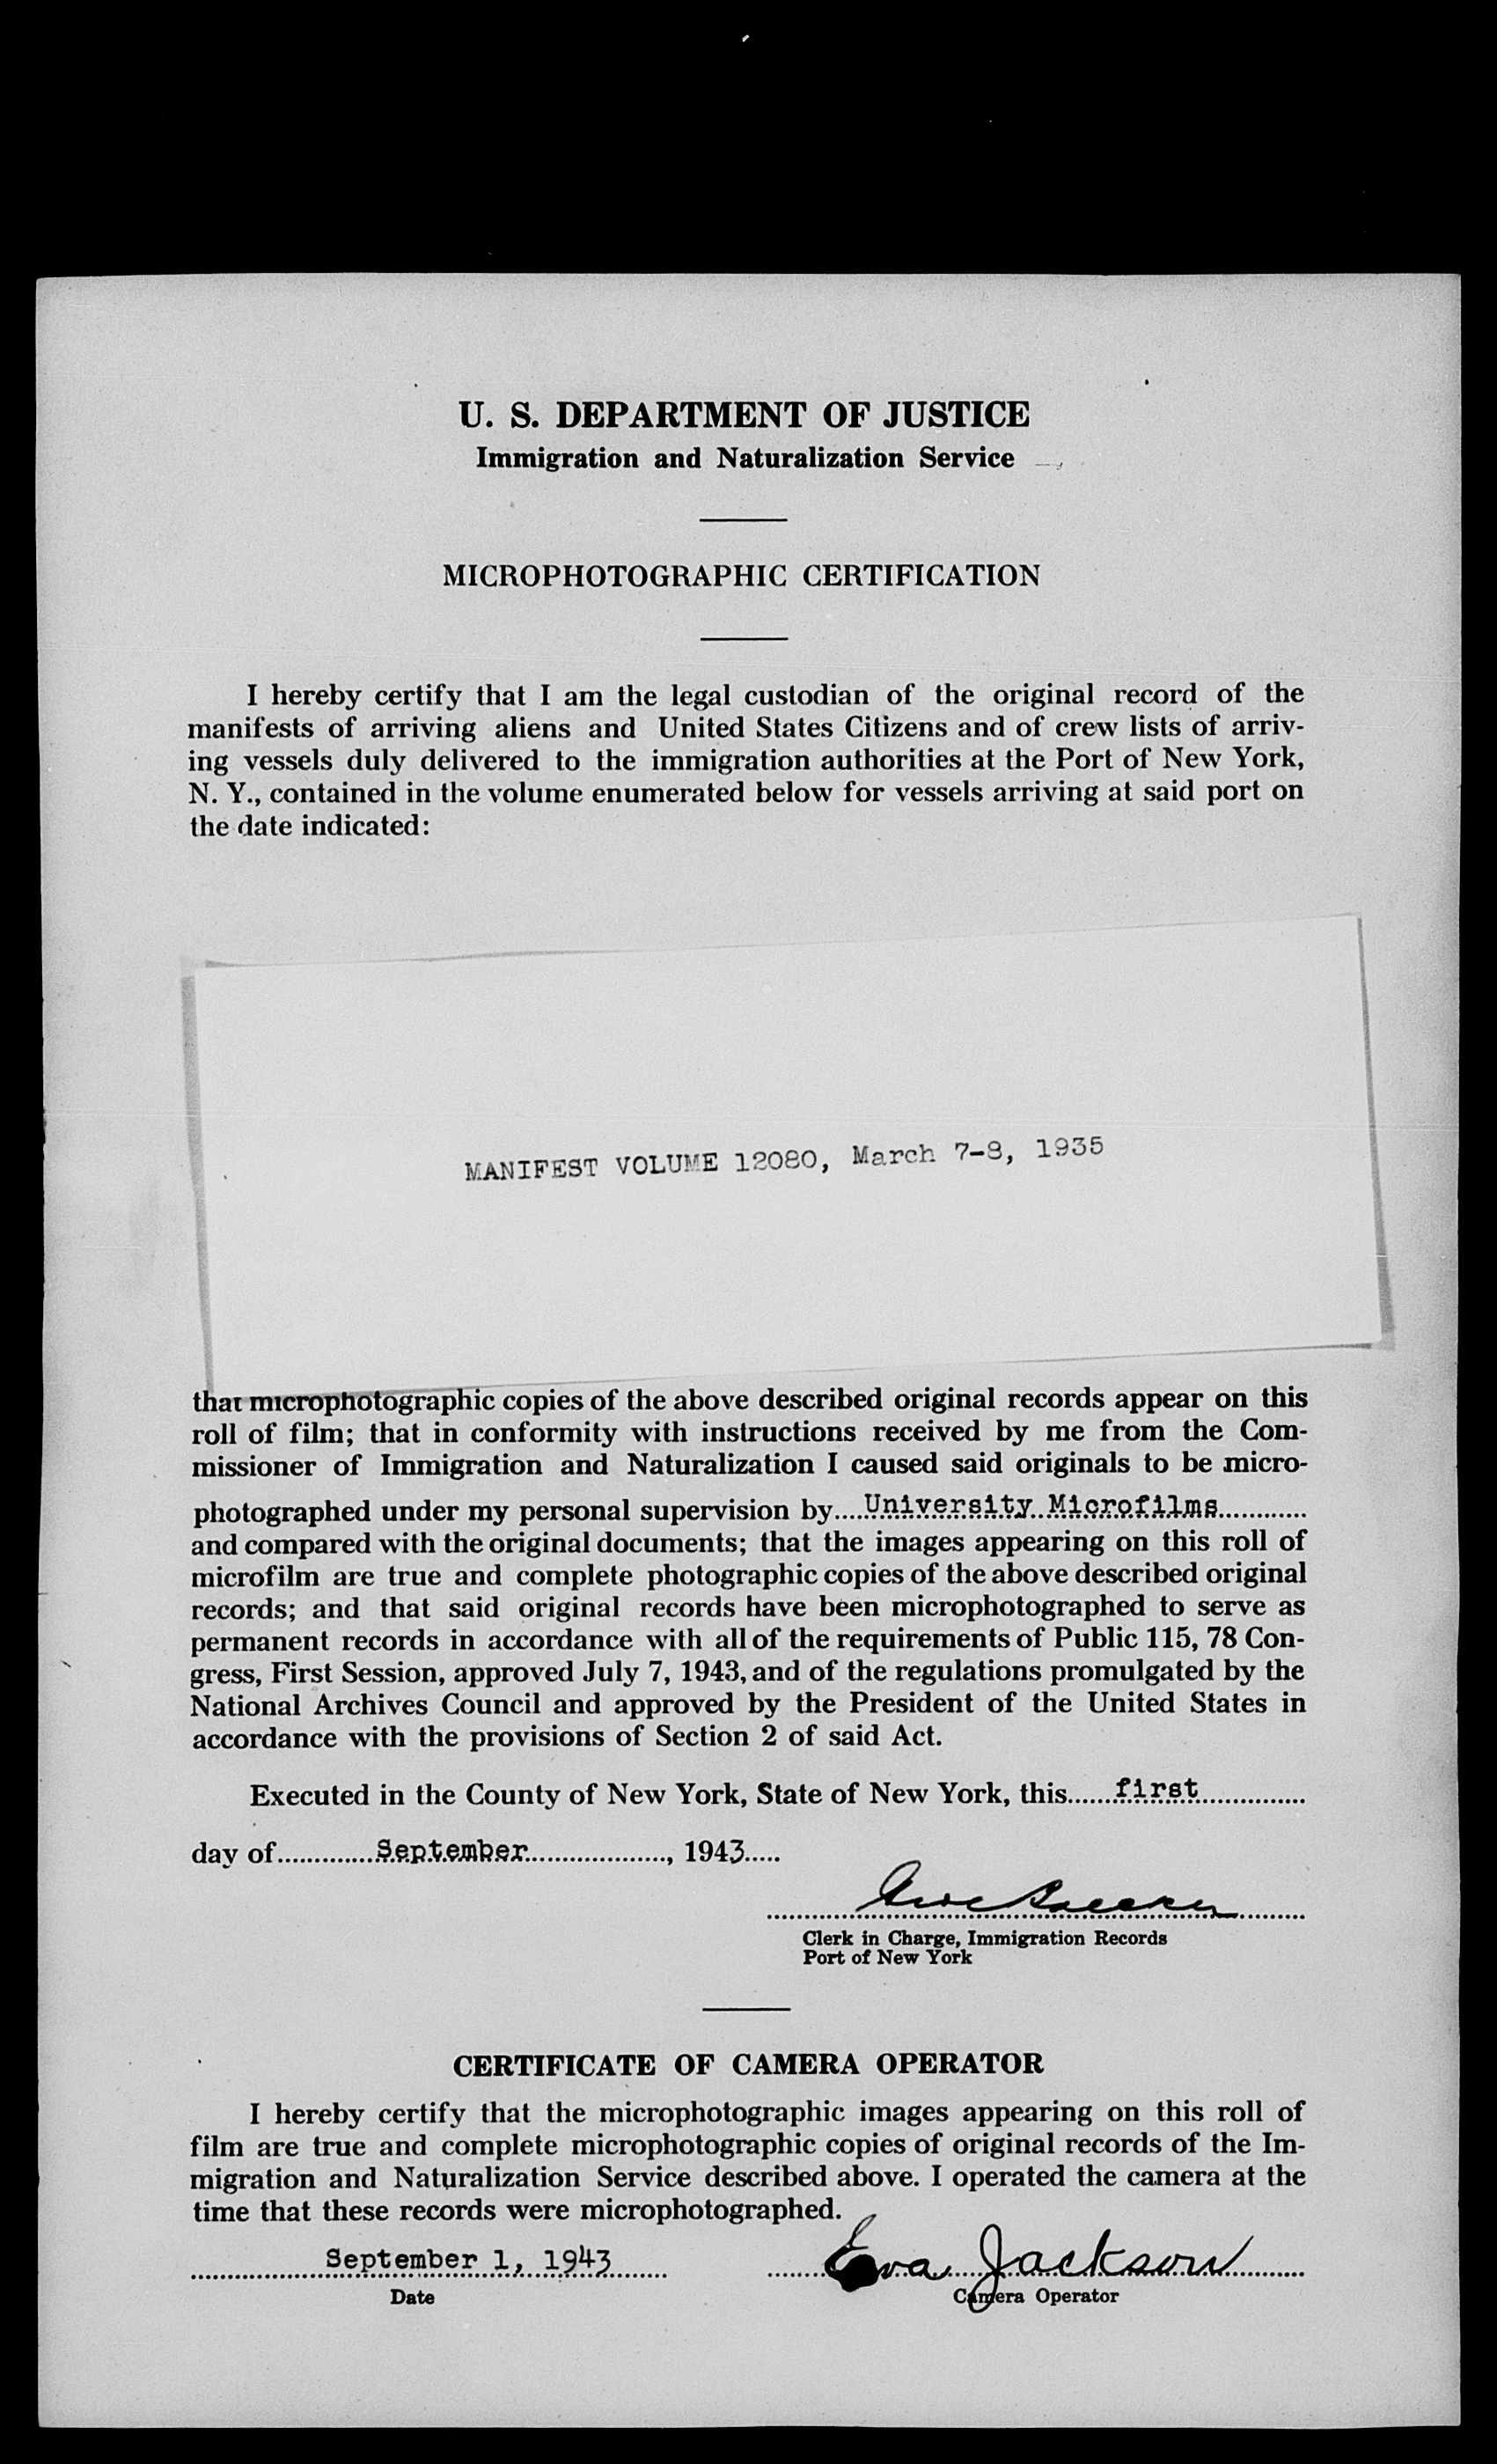 U. S. DEPARTMENT OF JUSTICE
Immigration and Naturalization Service
MICROPHOTOGRAPHIC CERTIFICATION
I hereby certify that I am the legal custodian of the original record of the
manifests of arriving aliens and United States Citizens and of crew lists of arriv-
ing vessels duly delivered to the immigration authorities at the Port of New York,
N. Y., contained in the volume enumerated below for vessels arriving at said port on
the date indicated:
MANIFEST VOLUME 12080, March 7-8, 1935
that microphotographic copies of the above described original records appear on this
roll of film; that in conformity with instructions received by me from the Com-
missioner of Immigration and Naturalization I caused said originals to be micro-
photographed under my personal supervision by....University Microfilms............
and compared with the original documents; that the images appearing on this roll of
microfilm are true and complete photographic copies of the above described original
records; and that said original records have been microphotographed to serve as
permanent records in accordance with all of the requirements of Public 115, 78 Con-
gress, First Session, approved July 7, 1943, and of the regulations promulgated by the
National Archives Council and approved by the President of the United States in
accordance with the provisions of Section 2 of said Act.
Executed in the County of New York, State of New York, this......first..............
day of.............September..................., 1943.....
Clerk in Charge, Immigration Records
Port of New York
CERTIFICATE OF CAMERA OPERATOR
I hereby certify that the microphotographic images appearing on this roll of
film are true and complete microphotographic copies of original records of the Im-
migration and Naturalization Service described above. I operated the camera at the
time that these records were microphotographed.
September 1, 1943 Eva Jackson
Date Camera Operator